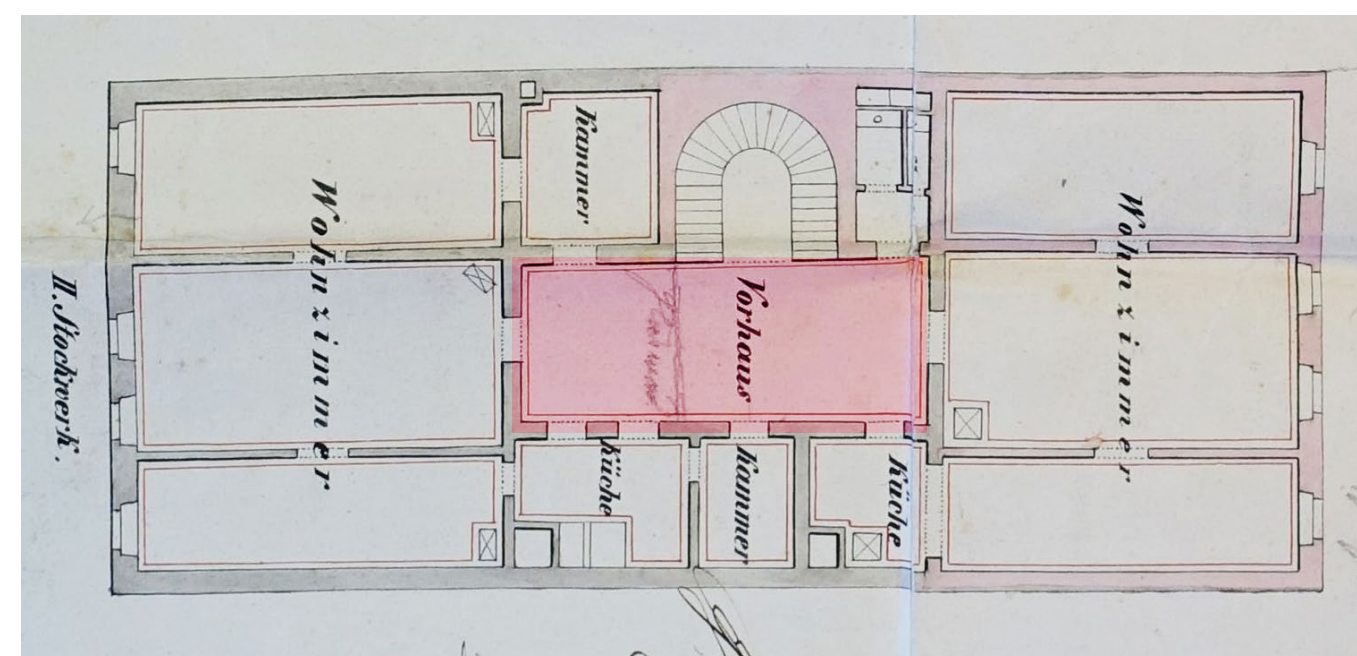 II. Stockwerk.
Wohnzimmer
Kammer
Küche
Vorhaus
Kammer
Küche
Wohnzimmer